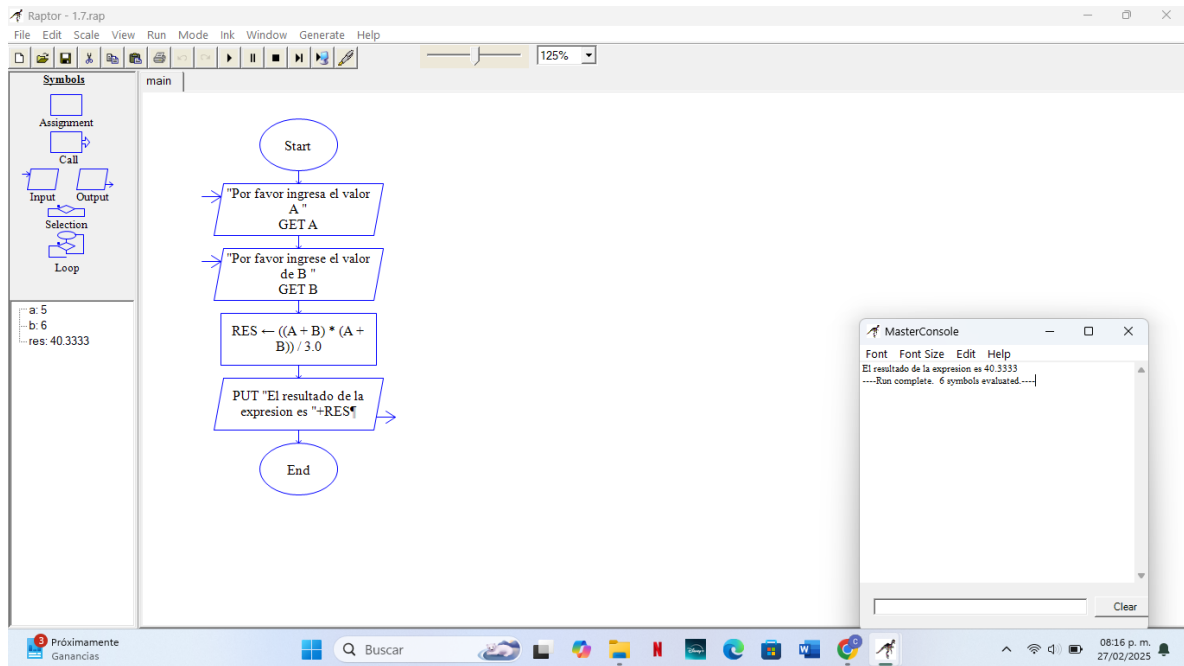 Raptor - 1.7.rap
File Edit Scale View Run Mode Ink Window Generate Help
125%
Symbols
main
Assignment
Call
Input Output
Selection
Loop
a: 5
b: 6
res: 40.3333
Start
"Por favor ingresa el valor
A "
GET A
"Por favor ingrese el valor
de B "
GET B
RES ← ((A + B) * (A +
B)) / 3.0
PUT "El resultado de la
expresion es "+RES¶
End
MasterConsole
Font Font Size Edit Help
El resultado de la expresion es 40.3333
----Run complete. 6 symbols evaluated.----
Clear
3
Próximamente
Ganancias
Buscar
N
W
C
08:16 p. m.
27/02/2025